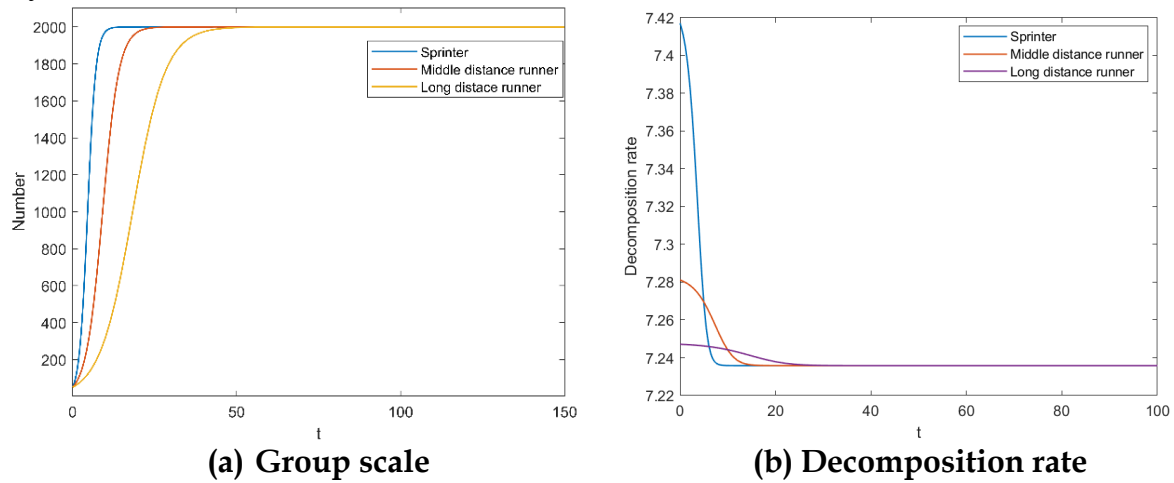 2000
1800
1600
1400
1200
1000
800
600
400
200
Number
0
50
100
150
t
Sprinter
Middle distance runner
Long distace runner
(a) Group scale
7.42
7.4
7.38
7.36
7.34
7.32
7.3
7.28
7.26
7.24
7.22
Decomposition rate
0
20
40
60
80
100
t
Sprinter
Middle distance runner
Long distance runner
(b) Decomposition rate